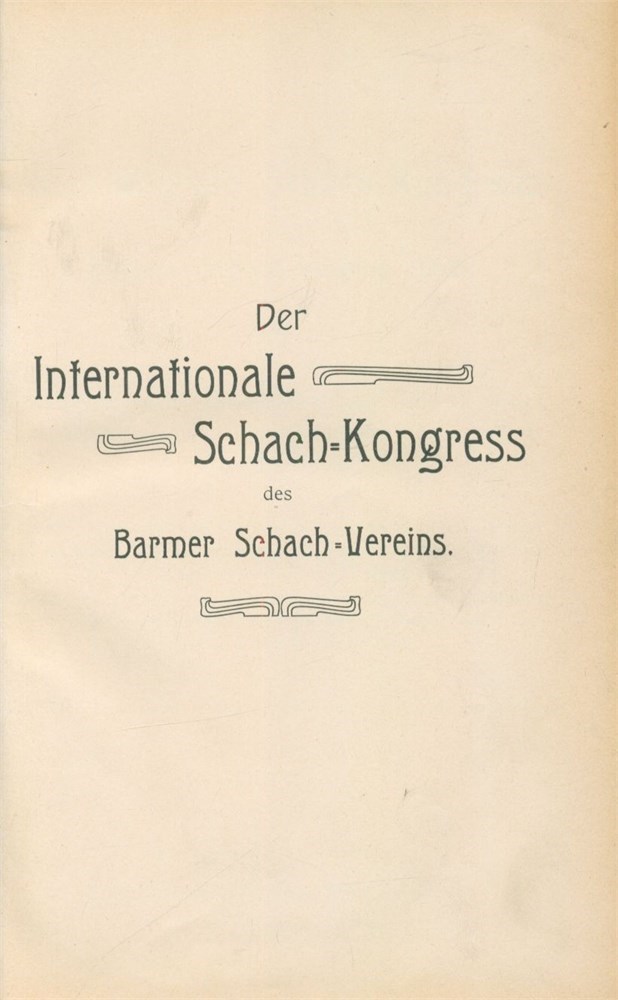 Der
Internationale
Schach=Kongress
des
Barmer Schach=Vereins.